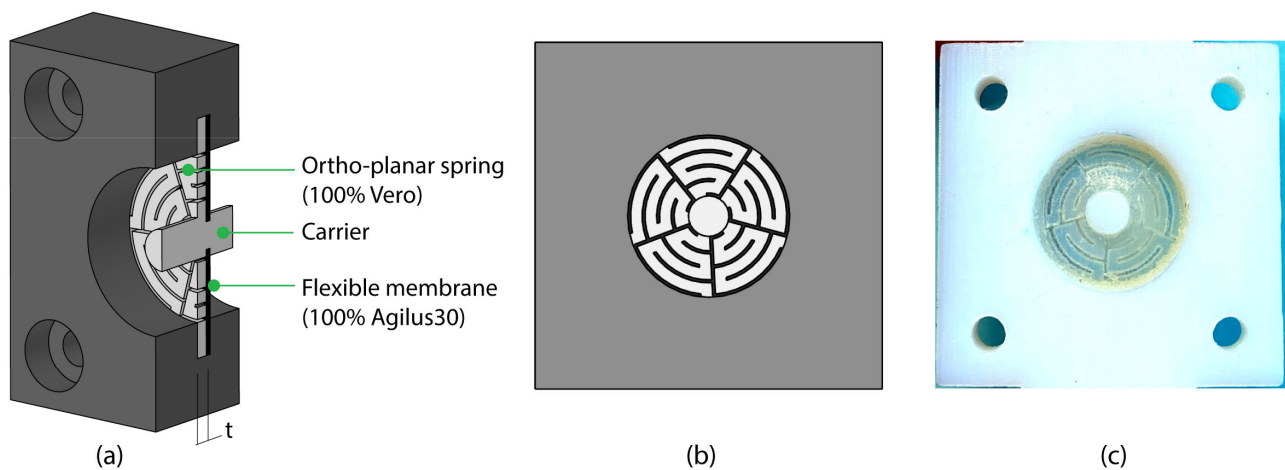 Ortho-planar spring
(100% Vero)
Carrier
Flexible membrane
(100% Agilus30)
t
(a)
(b)
(c)